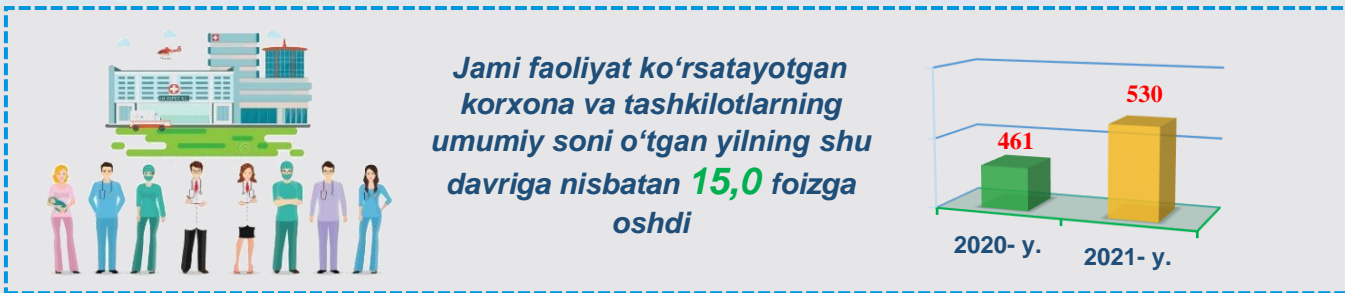 HOSPITAL
Jami faoliyat ko‘rsatayotgan
korxona va tashkilotlarning
umumiy soni o‘tgan yilning shu
davriga nisbatan 15,0 foizga
oshdi
530
461
2020- y.
2021- y.